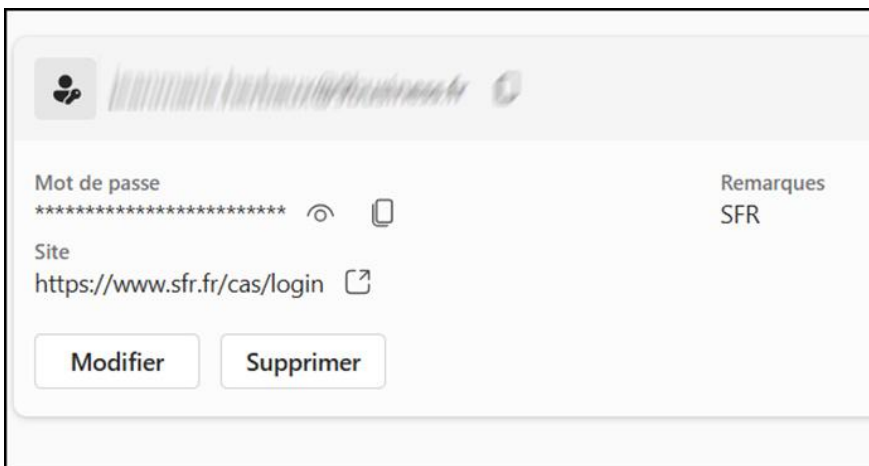 Mot de passe
************************* 
Remarques
SFR
Site
https://www.sfr.fr/cas/login
Modifier
Supprimer